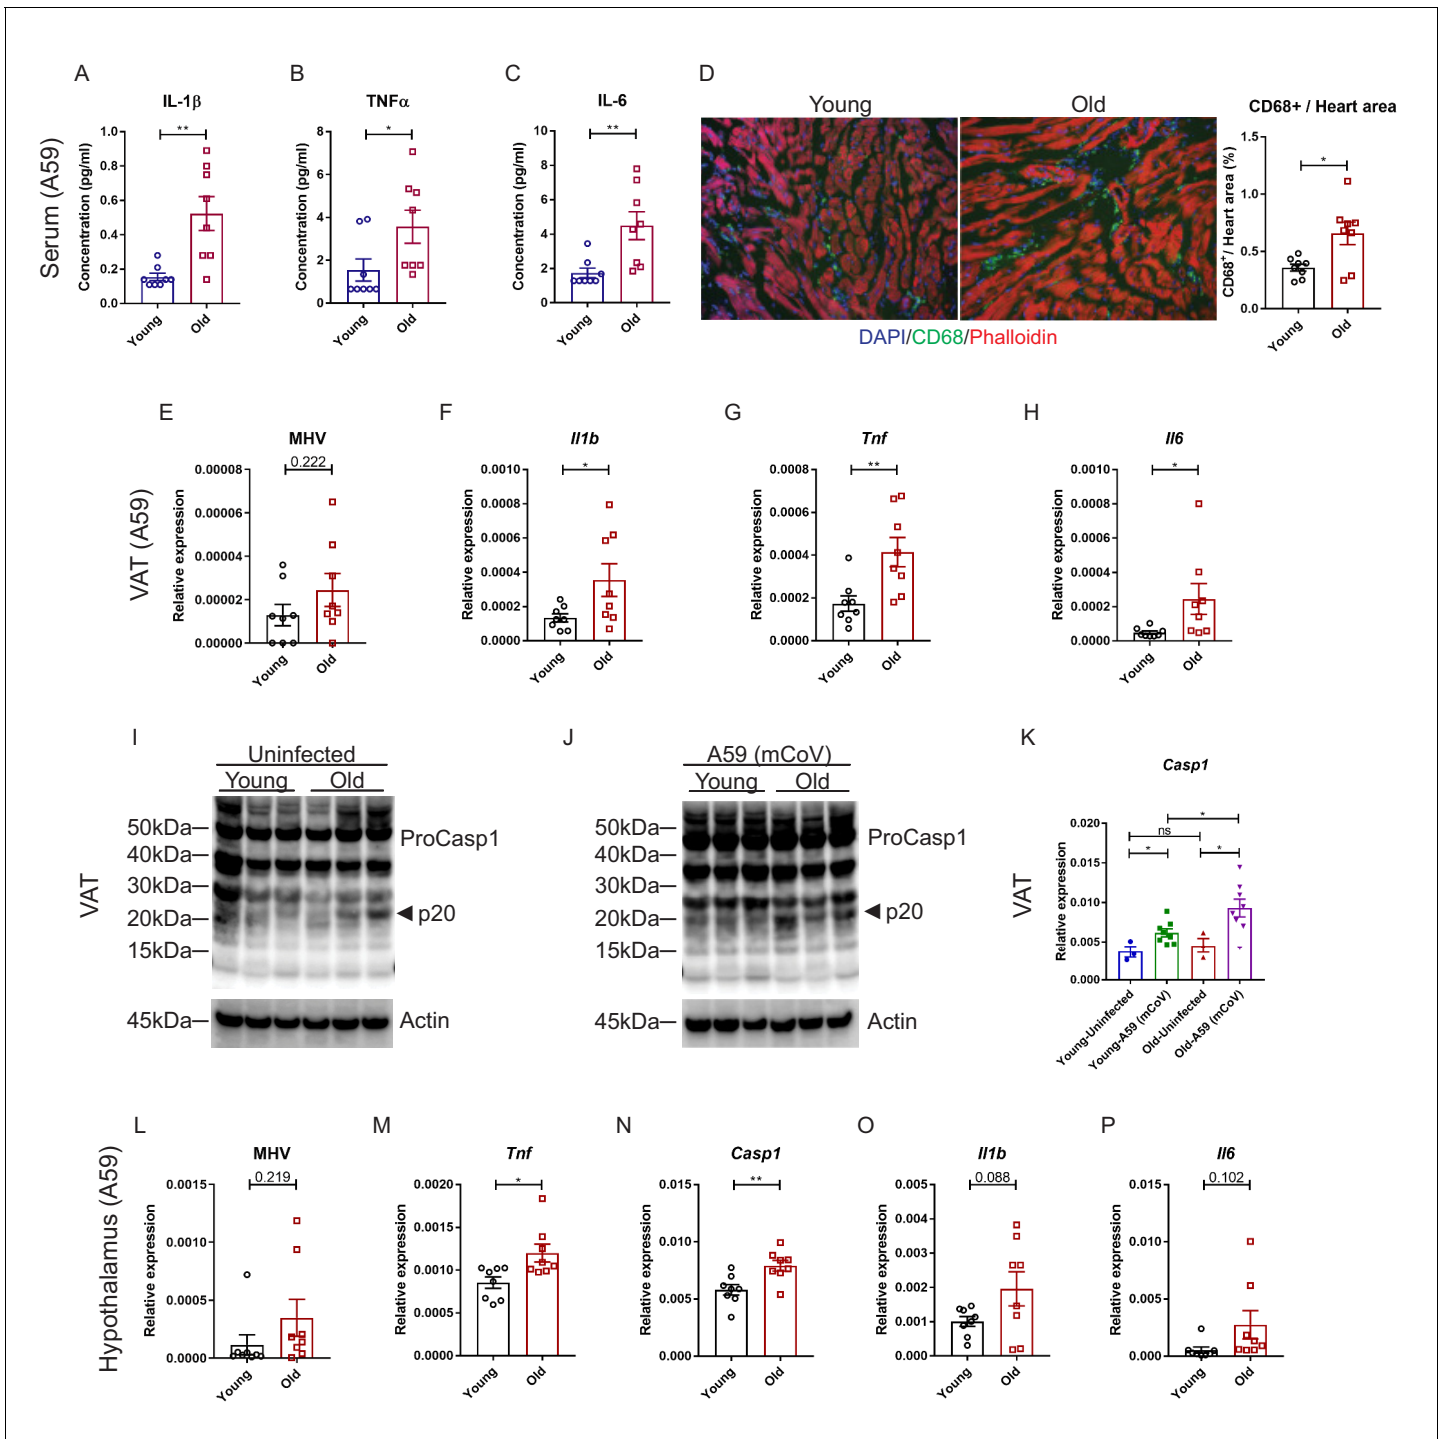 A
IL-1β
**
Concentration (pg/ml)
1.0
0.8
0.6
0.4
0.2
0.0
Young
Old
Serum (A59)
B
TNFα
*
Concentration (pg/ml)
8
6
4
2
0
Young
Old
C
IL-6
**
Concentration (pg/ml)
10
8
6
4
2
0
Young
Old
D
Young
Old
DAPI/CD68/Phalloidin
CD68+ / Heart area
*
CD68+/ Heart area (%)
1.5
1.0
0.5
0.0
Young
Old
VAT (A59)
E
MHV
0.222
Relative expression
0.00008
0.00006
0.00004
0.00002
0.00000
Young
Old
F
Il1b
*
Relative expression
0.0010
0.0008
0.0006
0.0004
0.0002
0.0000
Young
Old
G
Tnf
**
Relative expression
0.0008
0.0006
0.0004
0.0002
0.0000
Young
Old
H
Il6
*
Relative expression
0.0010
0.0008
0.0006
0.0004
0.0002
0.0000
Young
Old
VAT
I
Uninfected
Young
Old
50kDa
40kDa
30kDa
20kDa
15kDa
45kDa
ProCasp1
p20
Actin
J
A59 (mCoV)
Young
Old
50kDa
40kDa
30kDa
20kDa
15kDa
45kDa
ProCasp1
p20
Actin
K
Casp1
VAT
*
ns
*
*
Relative expression
0.020
0.015
0.010
0.005
0.000
Young-Uninfected
Young-A59 (mCoV)
Old-Uninfected
Old-A59 (mCoV)
Hypothalamus (A59)
L
MHV
0.219
Relative expression
0.0015
0.0010
0.0005
0.0000
Young
Old
M
Tnf
*
Relative expression
0.0020
0.0015
0.0010
0.0005
0.0000
Young
Old
N
Casp1
**
Relative expression
0.015
0.010
0.005
0.000
Young
Old
O
Il1b
0.088
Relative expression
0.005
0.004
0.003
0.002
0.001
0.000
Young
Old
P
Il6
0.102
Relative expression
0.015
0.010
0.005
0.000
Young
Old